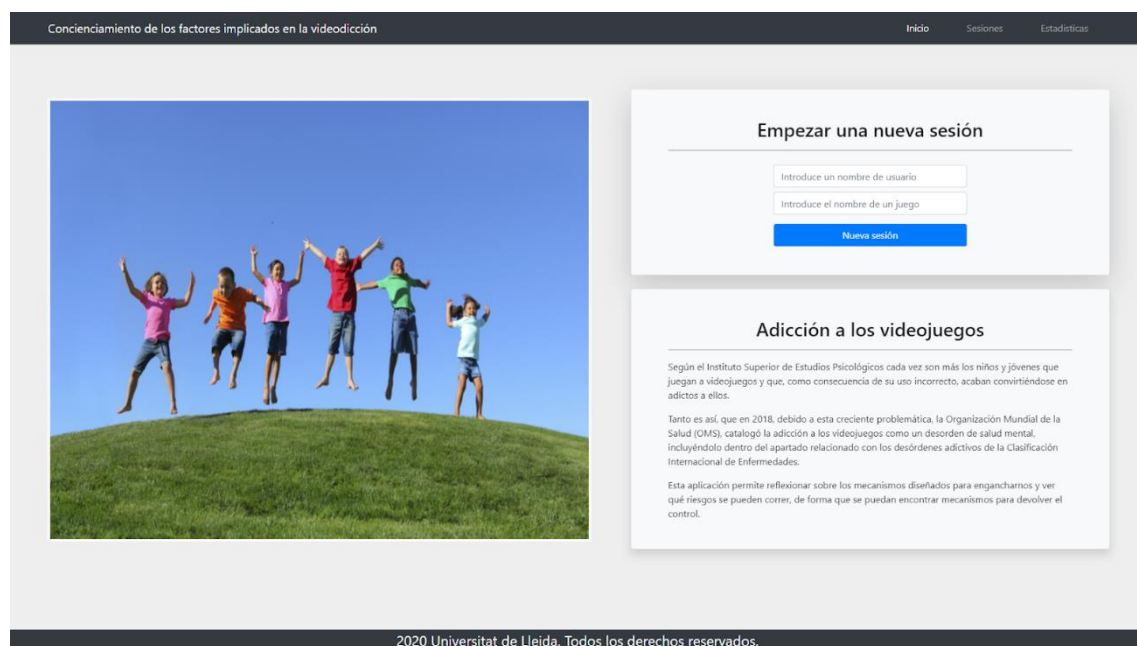 Concienciamiento de los factores implicados en la videodicción
Inicio Sesiones Estadísticas
Empezar una nueva sesión
Introduce un nombre de usuario
Introduce el nombre de un juego
Nueva sesión
Adicción a los videojuegos
Según el Instituto Superior de Estudios Psicológicos cada vez son más los niños y jóvenes que
juegan a videojuegos y que, como consecuencia de su uso incorrecto, acaban convirtiéndose en
adictos a ellos.
Tanto es así, que en 2018, debido a esta creciente problemática, la Organización Mundial de la
Salud (OMS), catalogó la adicción a los videojuegos como un desorden de salud mental,
incluyéndolo dentro del apartado relacionado con los desórdenes adictivos de la Clasificación
Internacional de Enfermedades.
Esta aplicación permite reflexionar sobre los mecanismos diseñados para engancharnos y ver
qué riesgos se pueden correr, de forma que se puedan encontrar mecanismos para devolver el
control.
2020 Universitat de Lleida. Todos los derechos reservados.